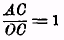 AC/OC = 1